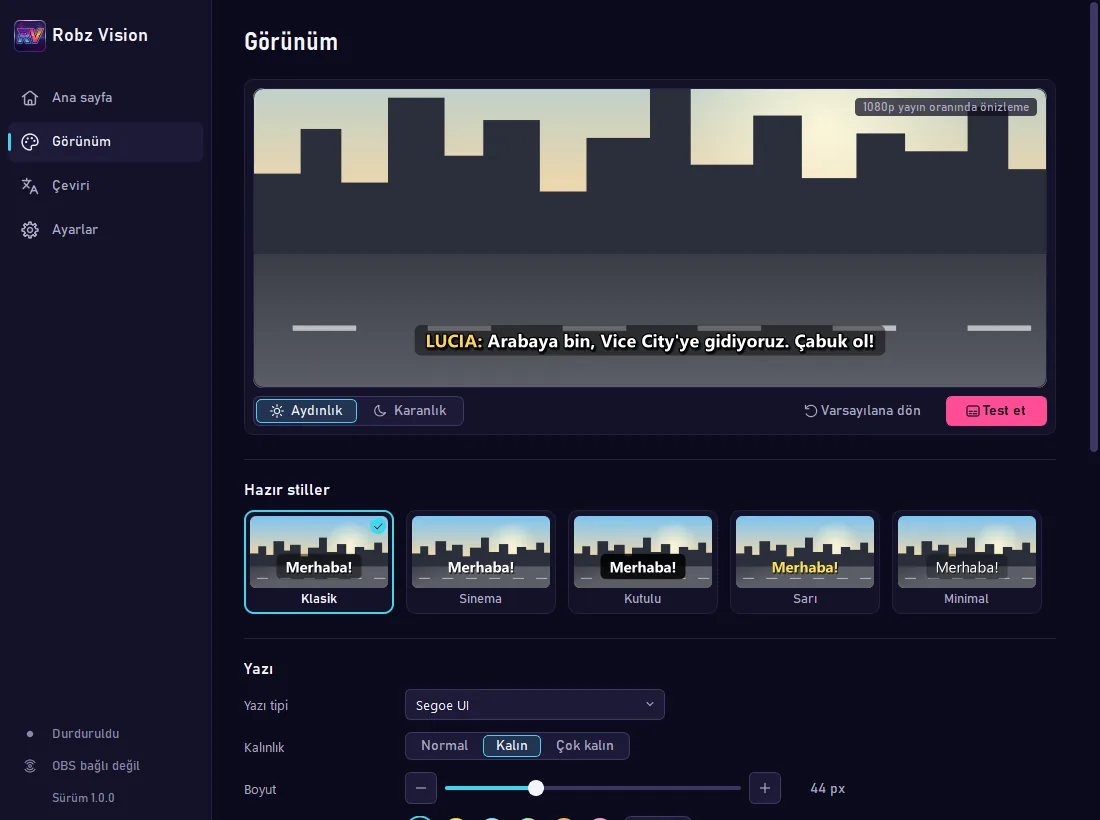 RV
Robz Vision
Ana sayfa
Görünüm
Çeviri
Ayarlar
Durduruldu
OBS bağlı değil
Sürüm 1.0.0
Görünüm
1080p yayın oranında önizleme
LUCIA: Arabaya bin, Vice City'ye gidiyoruz. Çabuk ol!
Aydınlık
Karanlık
Varsayılana dön
Test et
Hazır stiller
Merhaba!
Klasik
Merhaba!
Sinema
Merhaba!
Kutulu
Merhaba!
Sarı
Merhaba!
Minimal
Yazı
Yazı tipi
Segoe UI
Kalınlık
Normal
Kalın
Çok kalın
Boyut
44 px